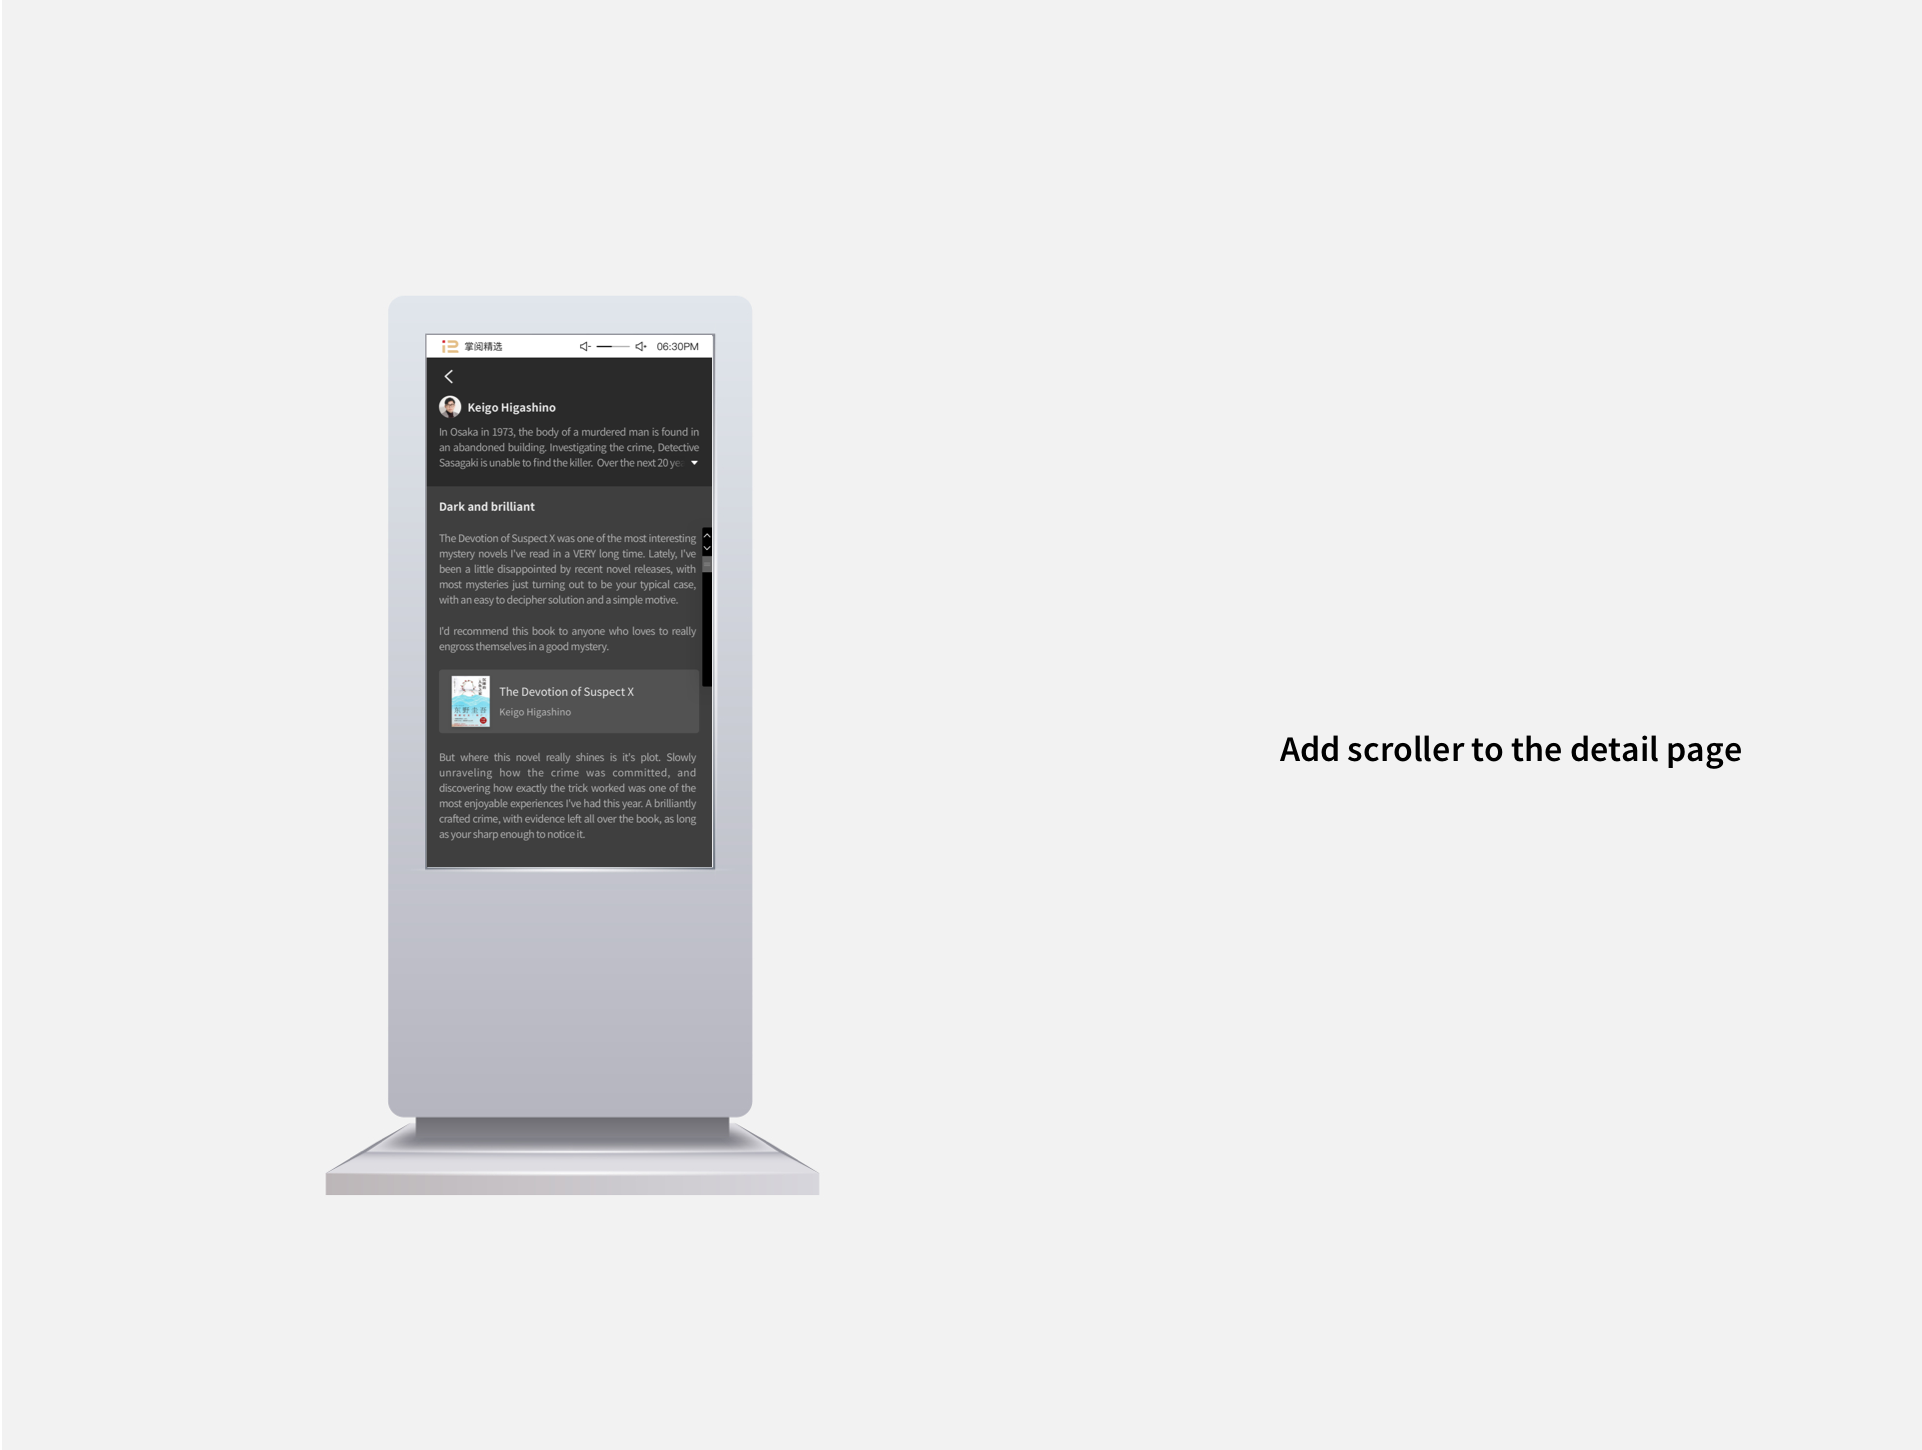 掌阅精选 06:30PM
Keigo Higashino
In Osaka in 1973, the body of a murdered man is found in
an abandoned building. Investigating the crime, Detective
Sasagaki is unable to find the killer. Over the next 20
Dark and brilliant
The Devotion of Suspect X was one of the most interesting
mystery novels I've read in a VERY long time. Lately, I've
been a little disappointed by recent novel releases, with
most mysteries just turning out to be your typical case,
with an easy to decipher solution and a simple motive.
I'd recommend this book to anyone who loves to really
engross themselves in a good mystery.
东野圭吾
The Devotion of Suspect X
Keigo Higashino
But where this novel really shines is it's plot. Slowly
unraveling how the crime was committed, and
discovering how exactly the trick worked was one of the
most enjoyable experiences I've had this year. A brilliantly
crafted crime, with evidence left all over the book, as long
as your sharp enough to notice it.
Add scroller to the detail page